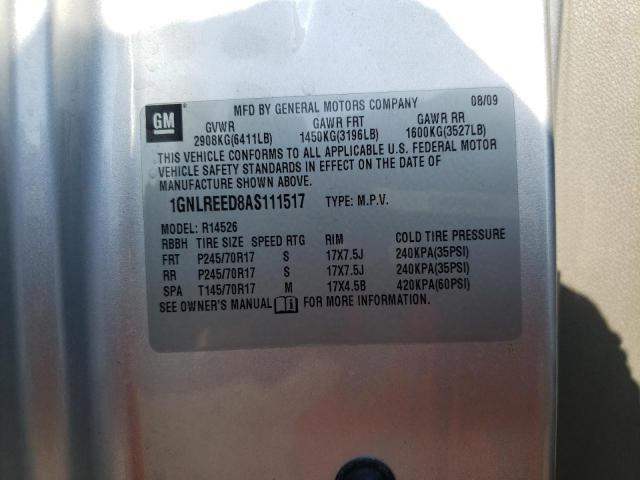 MFD BY GENERAL MOTORS COMPANY 08/09
GM
GVWR GAWR FRT GAWR RR
2908KG(6411LB) 1450KG(3196LB) 1600KG(3527LB)
THIS VEHICLE CONFORMS TO ALL APPLICABLE U.S. FEDERAL MOTOR
VEHICLE SAFETY STANDARDS IN EFFECT ON THE DATE OF
MANUFACTURE SHOWN ABOVE.
1GNLREED8AS111517 TYPE: M.P.V.
MODEL: R14526
RBBH TIRE SIZE SPEED RTG RIM COLD TIRE PRESSURE
FRT P245/70R17 S 17X7.5J 240KPA(35PSI)
RR P245/70R17 S 17X7.5J 240KPA(35PSI)
SPA T145/70R17 M 17X4.5B 420KPA(60PSI)
SEE OWNER'S MANUAL FOR MORE INFORMATION.